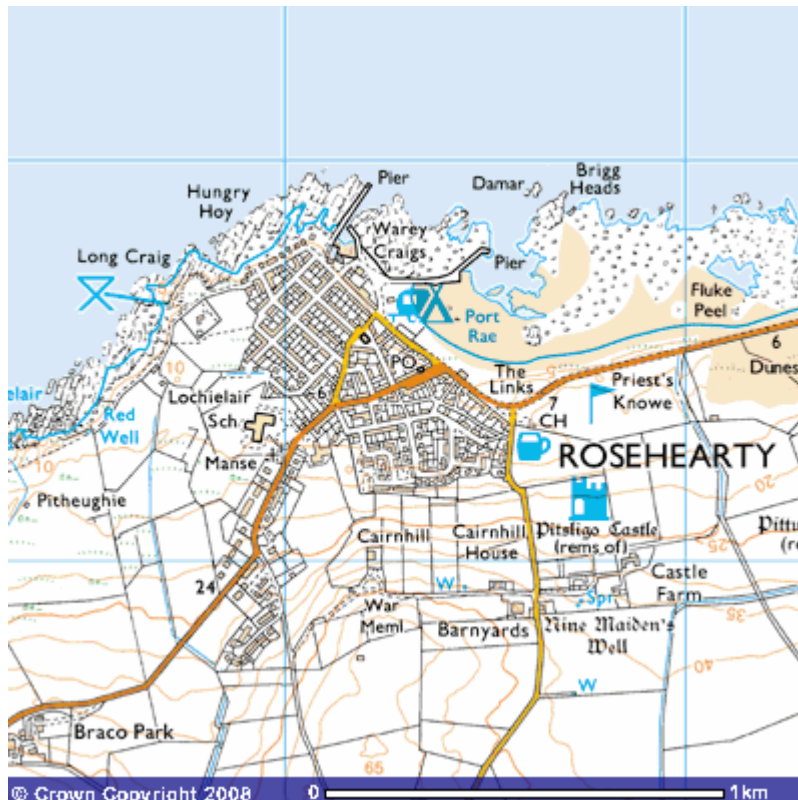 Pier
Damar
Brigg
Heads
Hungry
Hoy
Warey
Craigs
Long Craig
Pier
Fluke
Peel
Port
Rae
6
Dunes
PO
The
Links
5
10
Priest's
Knowe
elair
Red
Well
Lochielair
Sch
6
7
CH
Manse
4
10
ROSEHEARTY
20
Pitheughie
Cairnhill
Cairnhill
House
Pitsligo Castle
(rems of)
25
Castle
Farm
24
W
War
Meml
Barnyards
Spr
Nine Maiden's
Well
35
40
W
Braco Park
65
© Crown Copyright 2008
0
1km